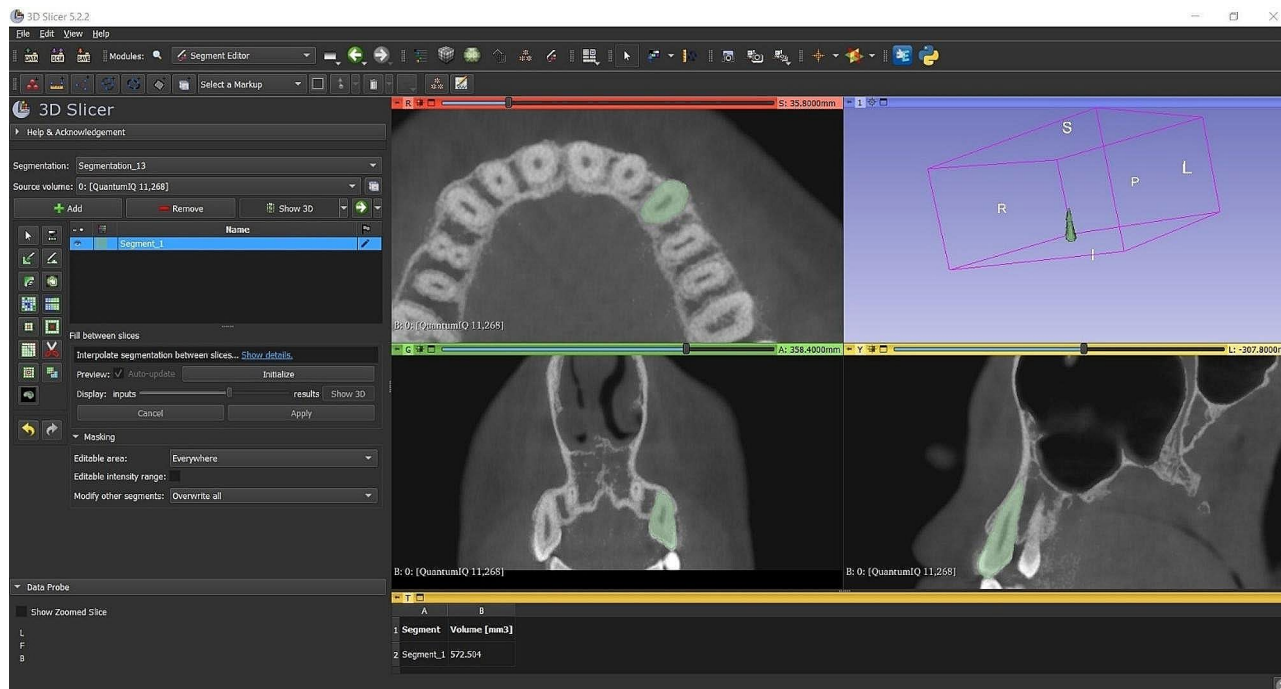 3D Slicer 5.2.2
File Edit View Help
DATA DCM SAVE Modules: Segment Editor
Select a Markup
3D Slicer
Help & Acknowledgement
Segmentation: Segmentation_13
Source volume: 0: [QuantumIQ 11,268]
Add Remove Show 3D
Name
Segment_1
Fill between slices
Interpolate segmentation between slices... Show details.
Preview: Auto-update Initialize
Display: inputs results Show 3D
Cancel Apply
Masking
Editable area: Everywhere
Editable intensity range:
Modify other segments: Overwrite all
Data Probe
Show Zoomed Slice
L
F
B
R S: 35.8000mm
B: 0: [QuantumIQ 11,268]
1
S
P
L
R
I
G A: 358.4000mm
B: 0: [QuantumIQ 11,268]
Y L: -307.8000mm
B: 0: [QuantumIQ 11,268]
T
A B
1 Segment Volume [mm3]
2 Segment_1 572.504